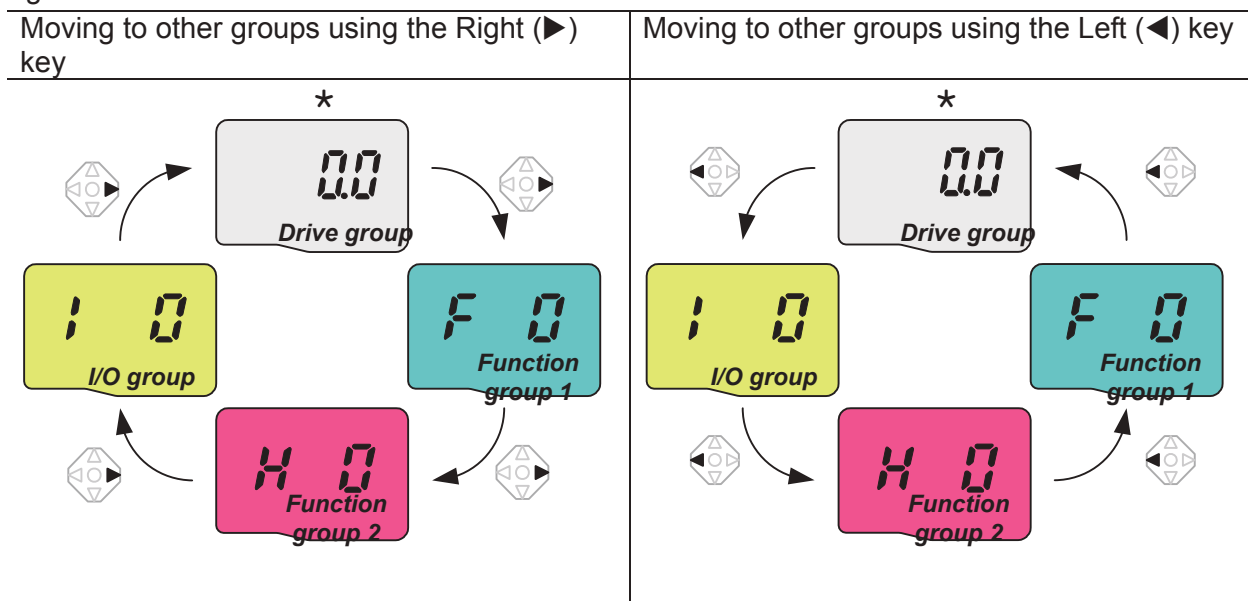 Moving to other groups using the Right (▶)
key
Moving to other groups using the Left (◀) key
*
0.0
Drive group
I 0
I/O group
F 0
Function
group 1
H 0
Function
group 2
*
0.0
Drive group
I 0
I/O group
F 0
Function
group 1
H 0
Function
group 2